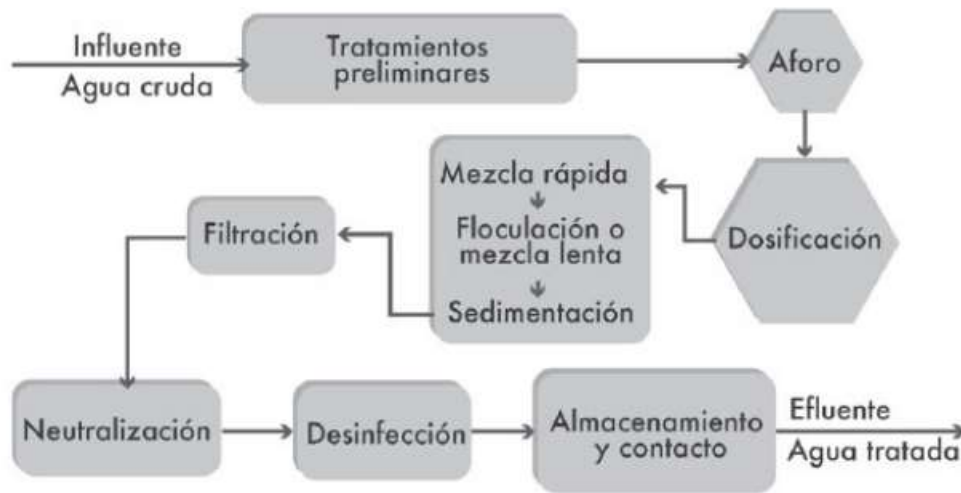 Influente
Agua cruda
Tratamientos
preliminares
Aforo
Dosificación
Mezcla rápida
Floculación o
mezcla lenta
Sedimentación
Filtración
Neutralización
Desinfección
Almacenamiento
y contacto
Efluente
Agua tratada